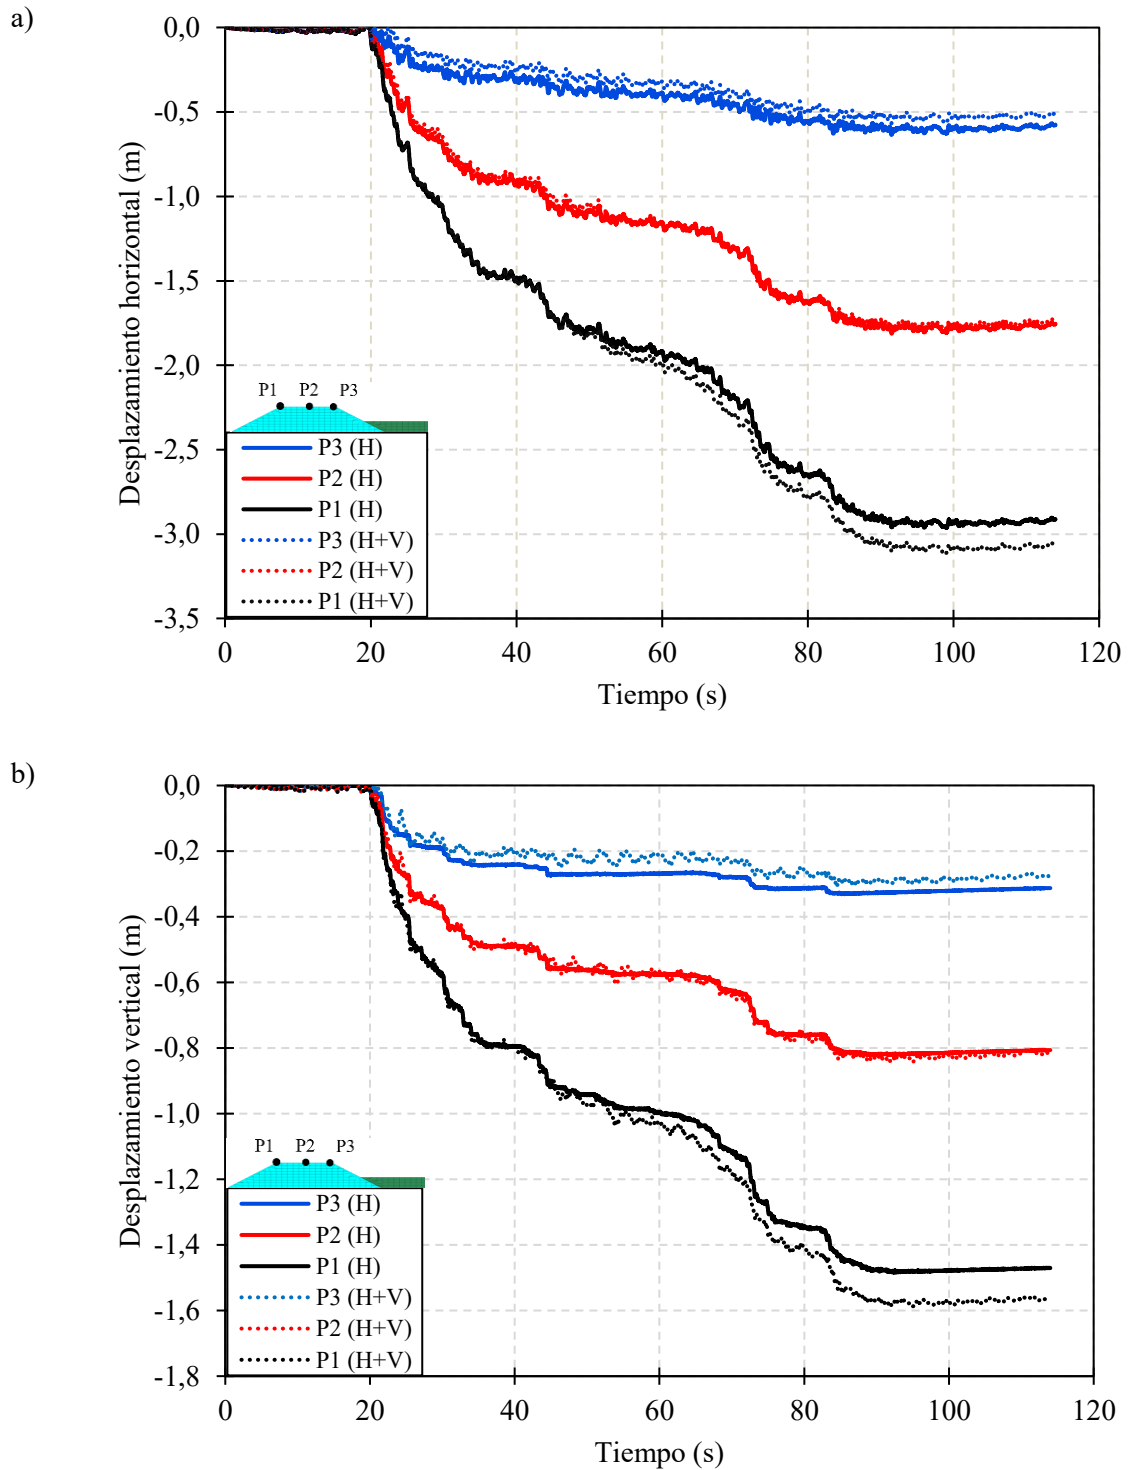 a)
0,0
-0,5
-1,0
-1,5
-2,0
-2,5
-3,0
-3,5
Desplazamiento horizontal (m)
P1 P2 P3
P3 (H)
P2 (H)
P1 (H)
P3 (H+V)
P2 (H+V)
P1 (H+V)
0 20 40 60 80 100 120
Tiempo (s)
b)
0,0
-0,2
-0,4
-0,6
-0,8
-1,0
-1,2
-1,4
-1,6
-1,8
Desplazamiento vertical (m)
P1 P2 P3
P3 (H)
P2 (H)
P1 (H)
P3 (H+V)
P2 (H+V)
P1 (H+V)
0 20 40 60 80 100 120
Tiempo (s)